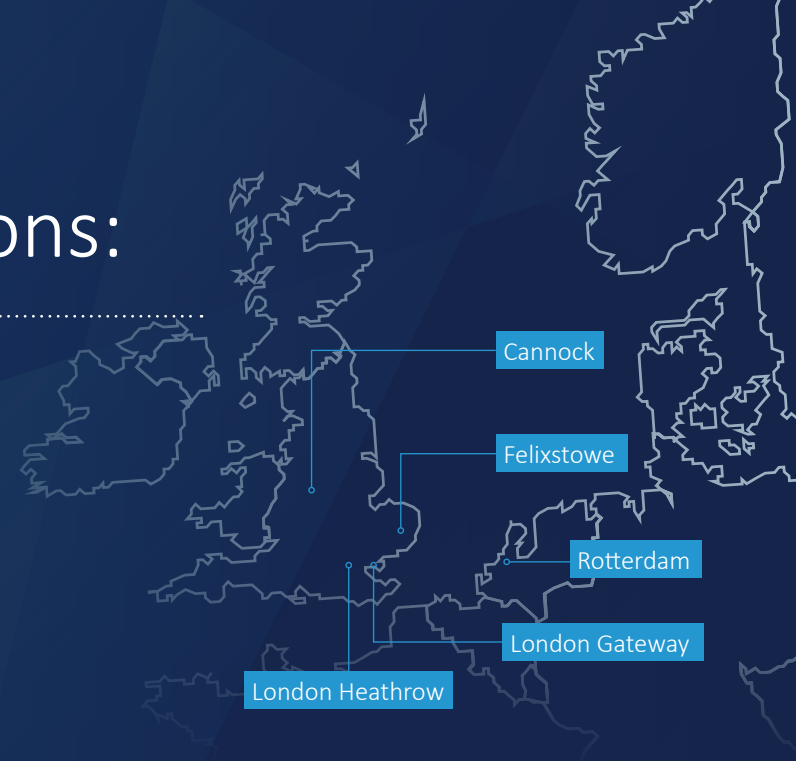 ons:
Cannock
Felixstowe
Rotterdam
London Gateway
London Heathrow